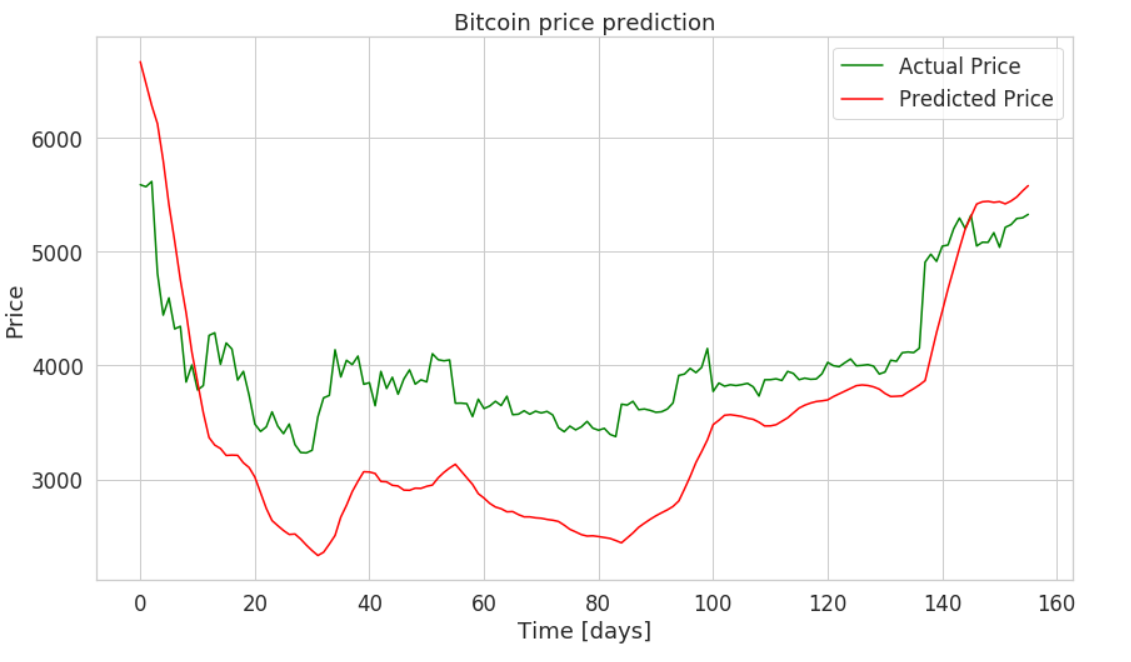 Bitcoin price prediction
Actual Price
Predicted Price
6000
5000
4000
3000
Price
0 20 40 60 80 100 120 140 160
Time [days]